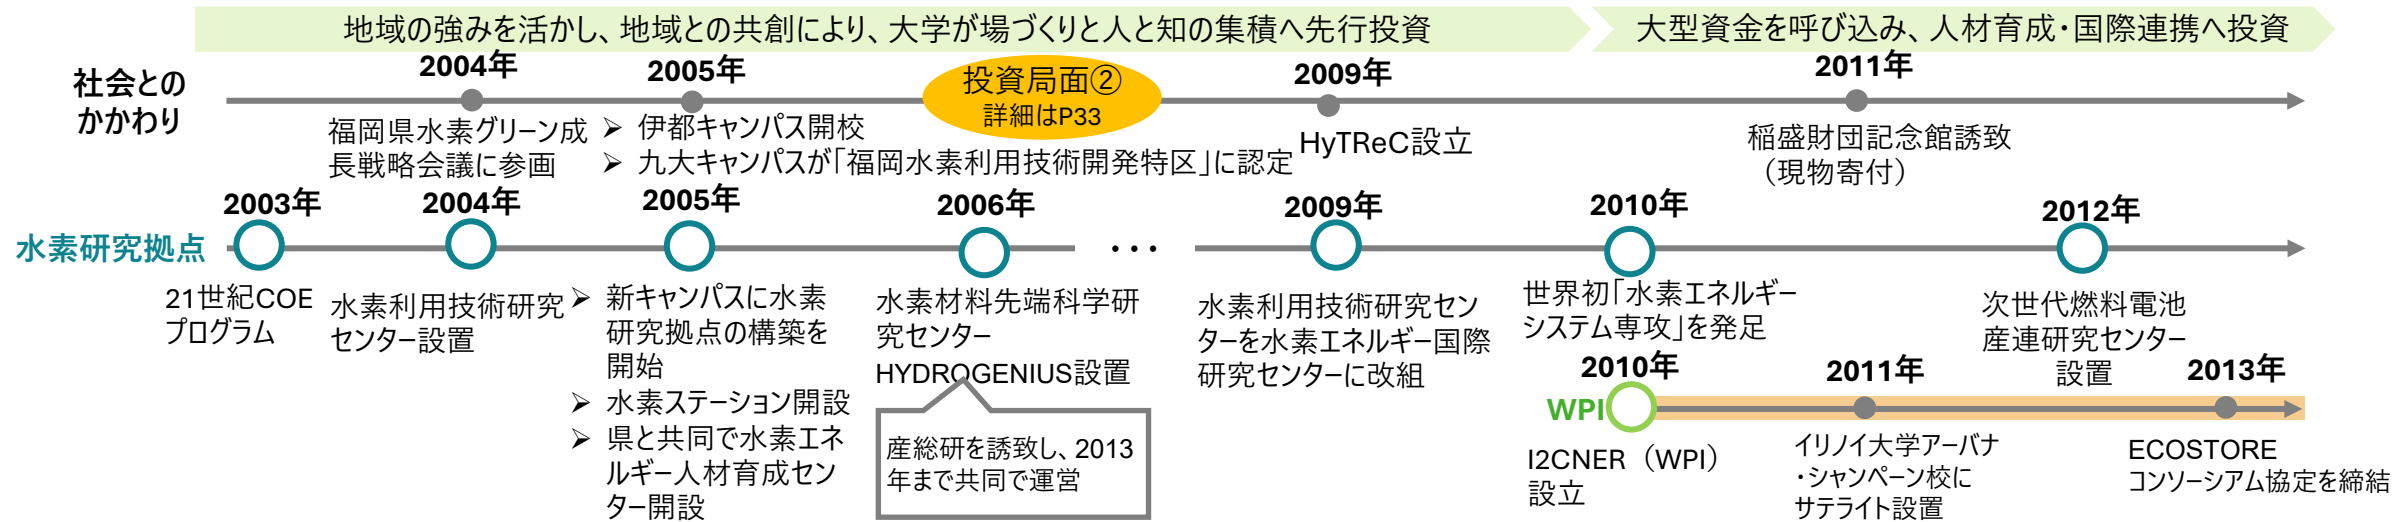 地域の強みを活かし、地域との共創により、大学が場づくりと人と知の集積へ先行投資
大型資金を呼び込み、人材育成・国際連携へ投資
社会との
かかわり
2004年
福岡県水素グリーン成
長戦略会議に参画
2005年
➢ 伊都キャンパス開校
➢ 九大キャンパスが「福岡水素利用技術開発特区」に認定
投資局面②
詳細はP33
2009年
HyTReC設立
2011年
稲盛財団記念館誘致
（現物寄付）
水素研究拠点
2003年
21世紀COE
プログラム
2004年
水素利用技術研究
センター設置
2005年
➢ 新キャンパスに水素
研究拠点の構築を
開始
➢ 水素ステーション開設
➢ 県と共同で水素エネ
ルギー人材育成セン
ター開設
2006年
水素材料先端科学研
究センター
HYDROGENIUS設置
産総研を誘致し、2013
年まで共同で運営
・・・
2009年
水素利用技術研究セン
ターを水素エネルギー国際
研究センターに改組
2010年
世界初「水素エネルギー
システム専攻」を発足
2012年
次世代燃料電池
産連研究センター
設置
WPI
2010年
I2CNER（WPI）
設立
2011年
イリノイ大学アーバナ
・シャンペーン校に
サテライト設置
2013年
ECOSTORE
コンソーシアム協定を締結